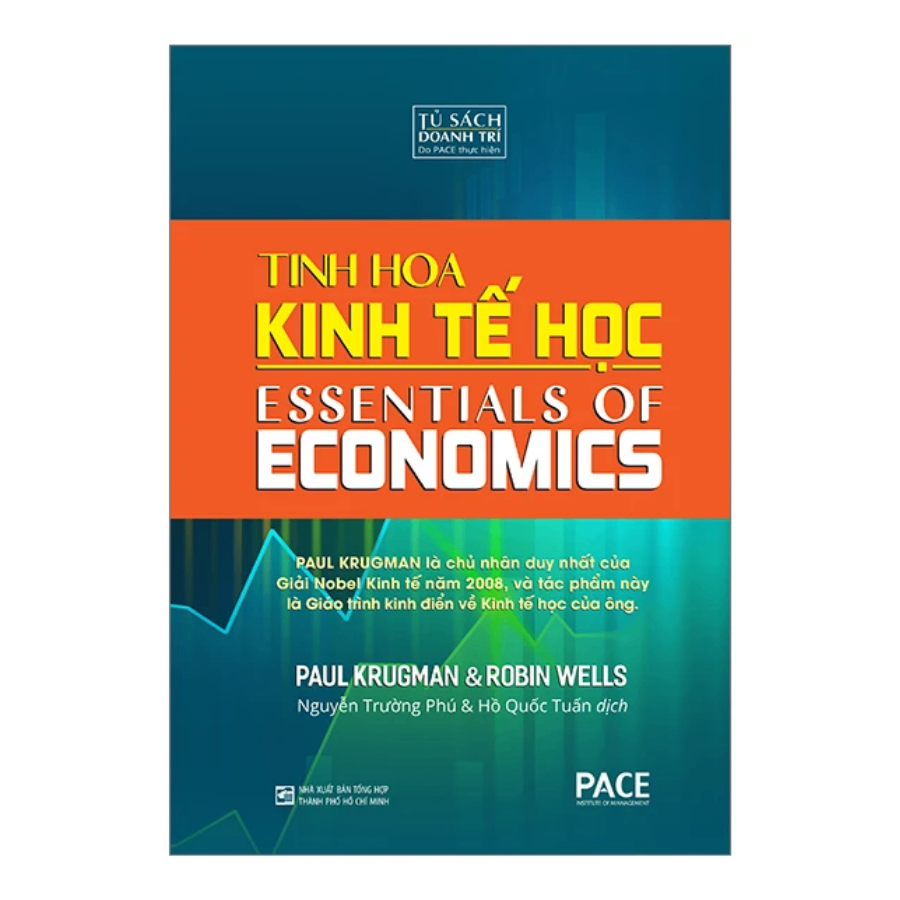 TỦ SÁCH
DOANH TRÍ
Do PACE thực hiện
TINH HOA
KINH TẾ HỌC
ESSENTIALS OF
ECONOMICS
PAUL KRUGMAN là chủ nhân duy nhất của
Giải Nobel Kinh tế năm 2008, và tác phẩm này
là Giáo trình kinh điển về Kinh tế học của ông.
PAUL KRUGMAN & ROBIN WELLS
Nguyễn Trường Phú & Hồ Quốc Tuấn dịch
NHÀ XUẤT BẢN TỔNG HỢP
THÀNH PHỐ HỒ CHÍ MINH
PACE
INSTITUTE OF MANAGEMENT